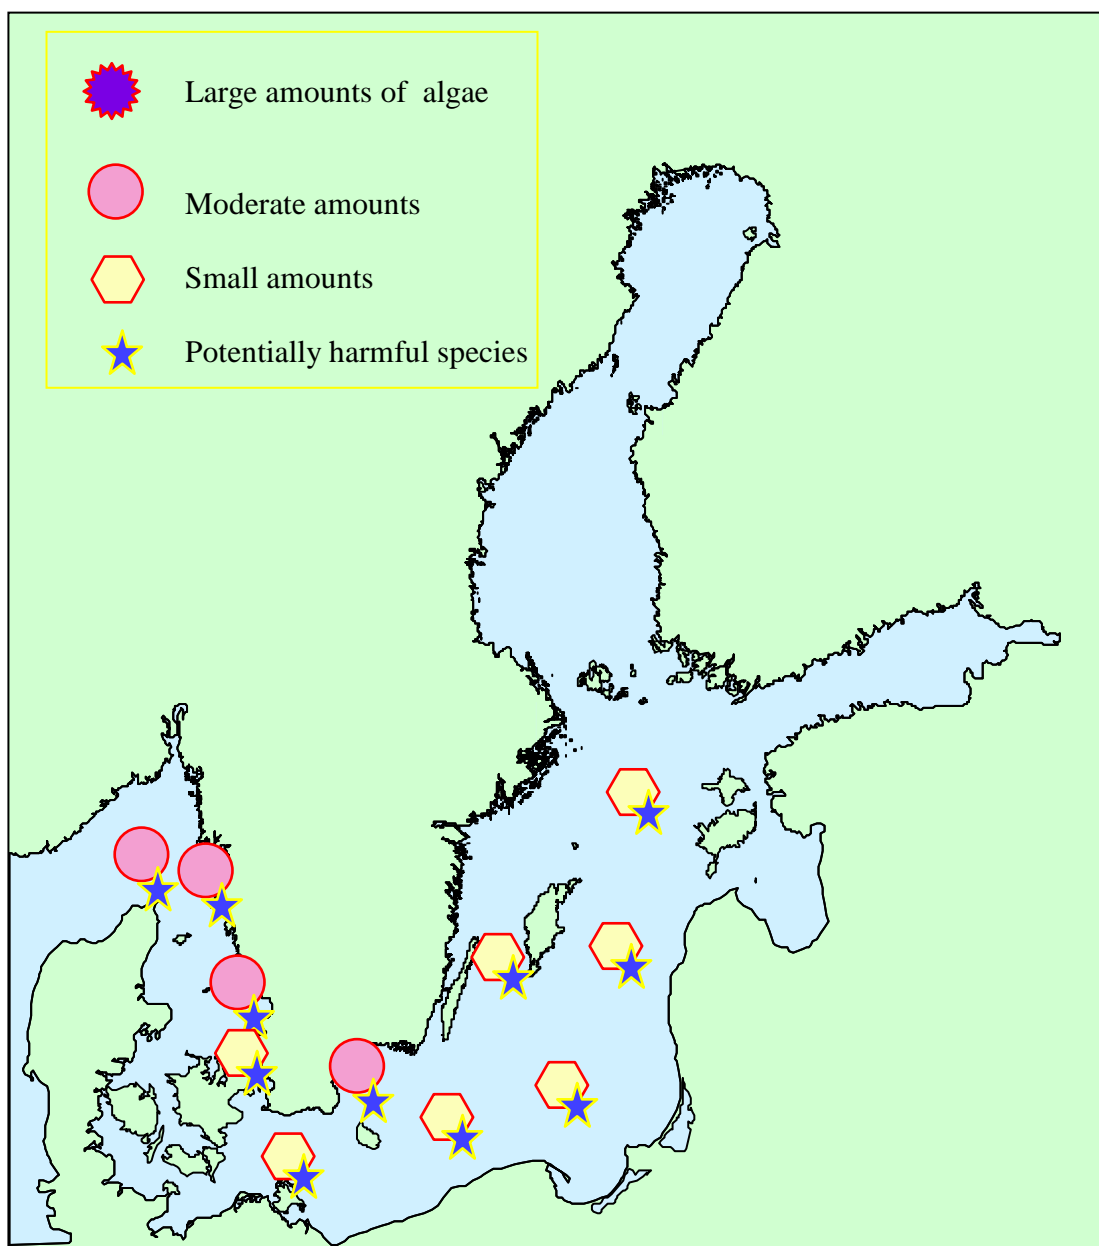 Large amounts of algae
Moderate amounts
Small amounts
Potentially harmful species